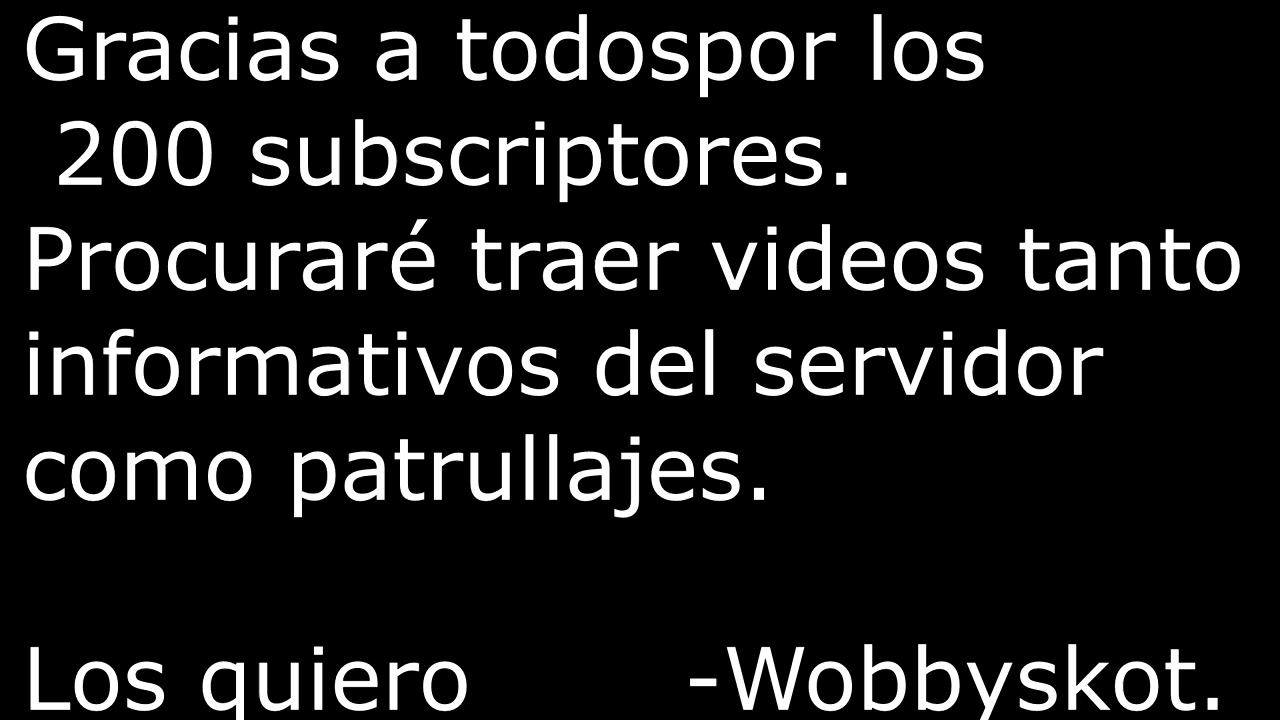 Gracias a todospor los
200 subscriptores.
Procuraré traer videos tanto
informativos del servidor
como patrullajes.
Los quiero -Wobbyskot.